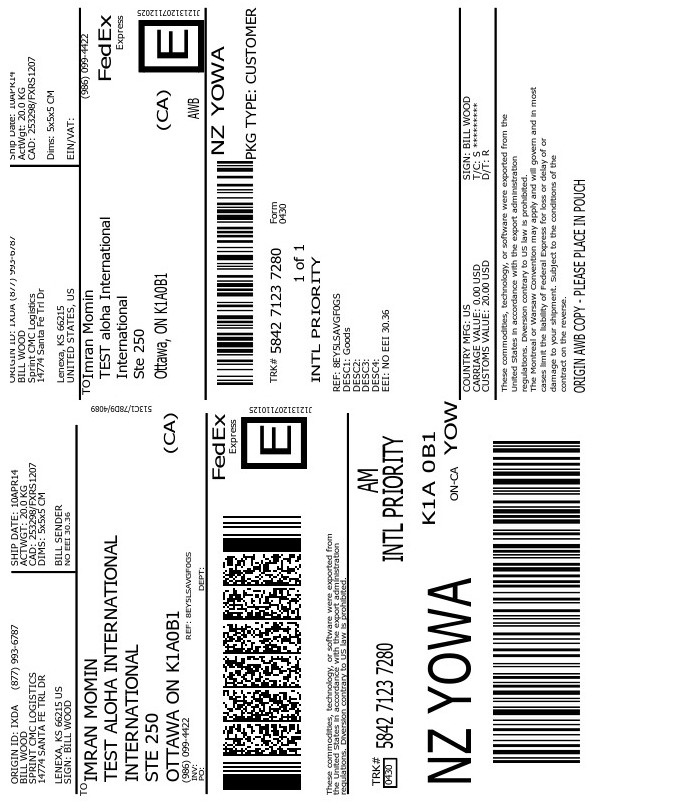 ORIGIN ID: IXDA (877) 993-6787
BILL WOOD
SPRINT CMC LOGISTICS
14774 SANTA FE TRL DR
LENEXA, KS 66215 US
SIGN: BILL WOOD
SHIP DATE: 10APR14
ACTWGT: 20.0 KG
CAD: 253298/FXRS1207
DIMS: 5x5x5 CM
BILL SENDER
NO EEI 30.36
TO IMRAN MOMIN
TEST ALOHA INTERNATIONAL
INTERNATIONAL
STE 250
OTTAWA ON K1A0B1
(986) 099-4422
INV:
PO:
REF: 8EYSLSAVGF0GS
DEPT:
(CA)
513C1/7809/4089
FedEx
Express
E
J121312071 10125
These commodities, technology, or software were exported from
the United States in accordance with the export administration
regulations. Diversion contrary to US law is prohibited.
TRK#
0430
5842 7123 7280
AM
INTL PRIORITY
NZ YOWA
K1A 0B1
ON-CA YOW
ORIGIN ID: IXDA (877) 993-6787
BILL WOOD
Sprint CMC Logistics
14774 Santa Fe Trl Dr
Lenexa, KS 66215
UNITED STATES, US
Ship Date: 10APR14
ActWgt: 20.0 KG
CAD: 253298/FXRS1207
Dims: 5x5x5 CM
EIN/VAT:
TO Imran Momin
TEST aloha International
International
Ste 250
Ottawa, ON K1A0B1
(986) 099-4422
FedEx
Express
E
(CA)
AWB
NZ YOWA
PKG TYPE: CUSTOMER
TRK# 5842 7123 7280
Form
0430
1 of 1
INTL PRIORITY
REF: 8EYSLSAVGF0GS
DESC1: Goods
DESC2:
DESC3:
DESC4:
EEI: NO EEI 30.36
COUNTRY MFG: US
CARRIAGE VALUE: 0.00 USD
CUSTOMS VALUE: 20.00 USD
SIGN: BILL WOOD
T/C: S *********
D/T: R
These commodities, technology, or software were exported from the
United States in accordance with the export administration
regulations. Diversion contrary to US law is prohibited.
The Montreal or Warsaw Convention may apply and will govern and in most
cases limit the liability of Federal Express for loss or delay of or
damage to your shipment. Subject to the conditions of the
contract on the reverse.
ORIGIN AWB COPY - PLEASE PLACE IN POUCH